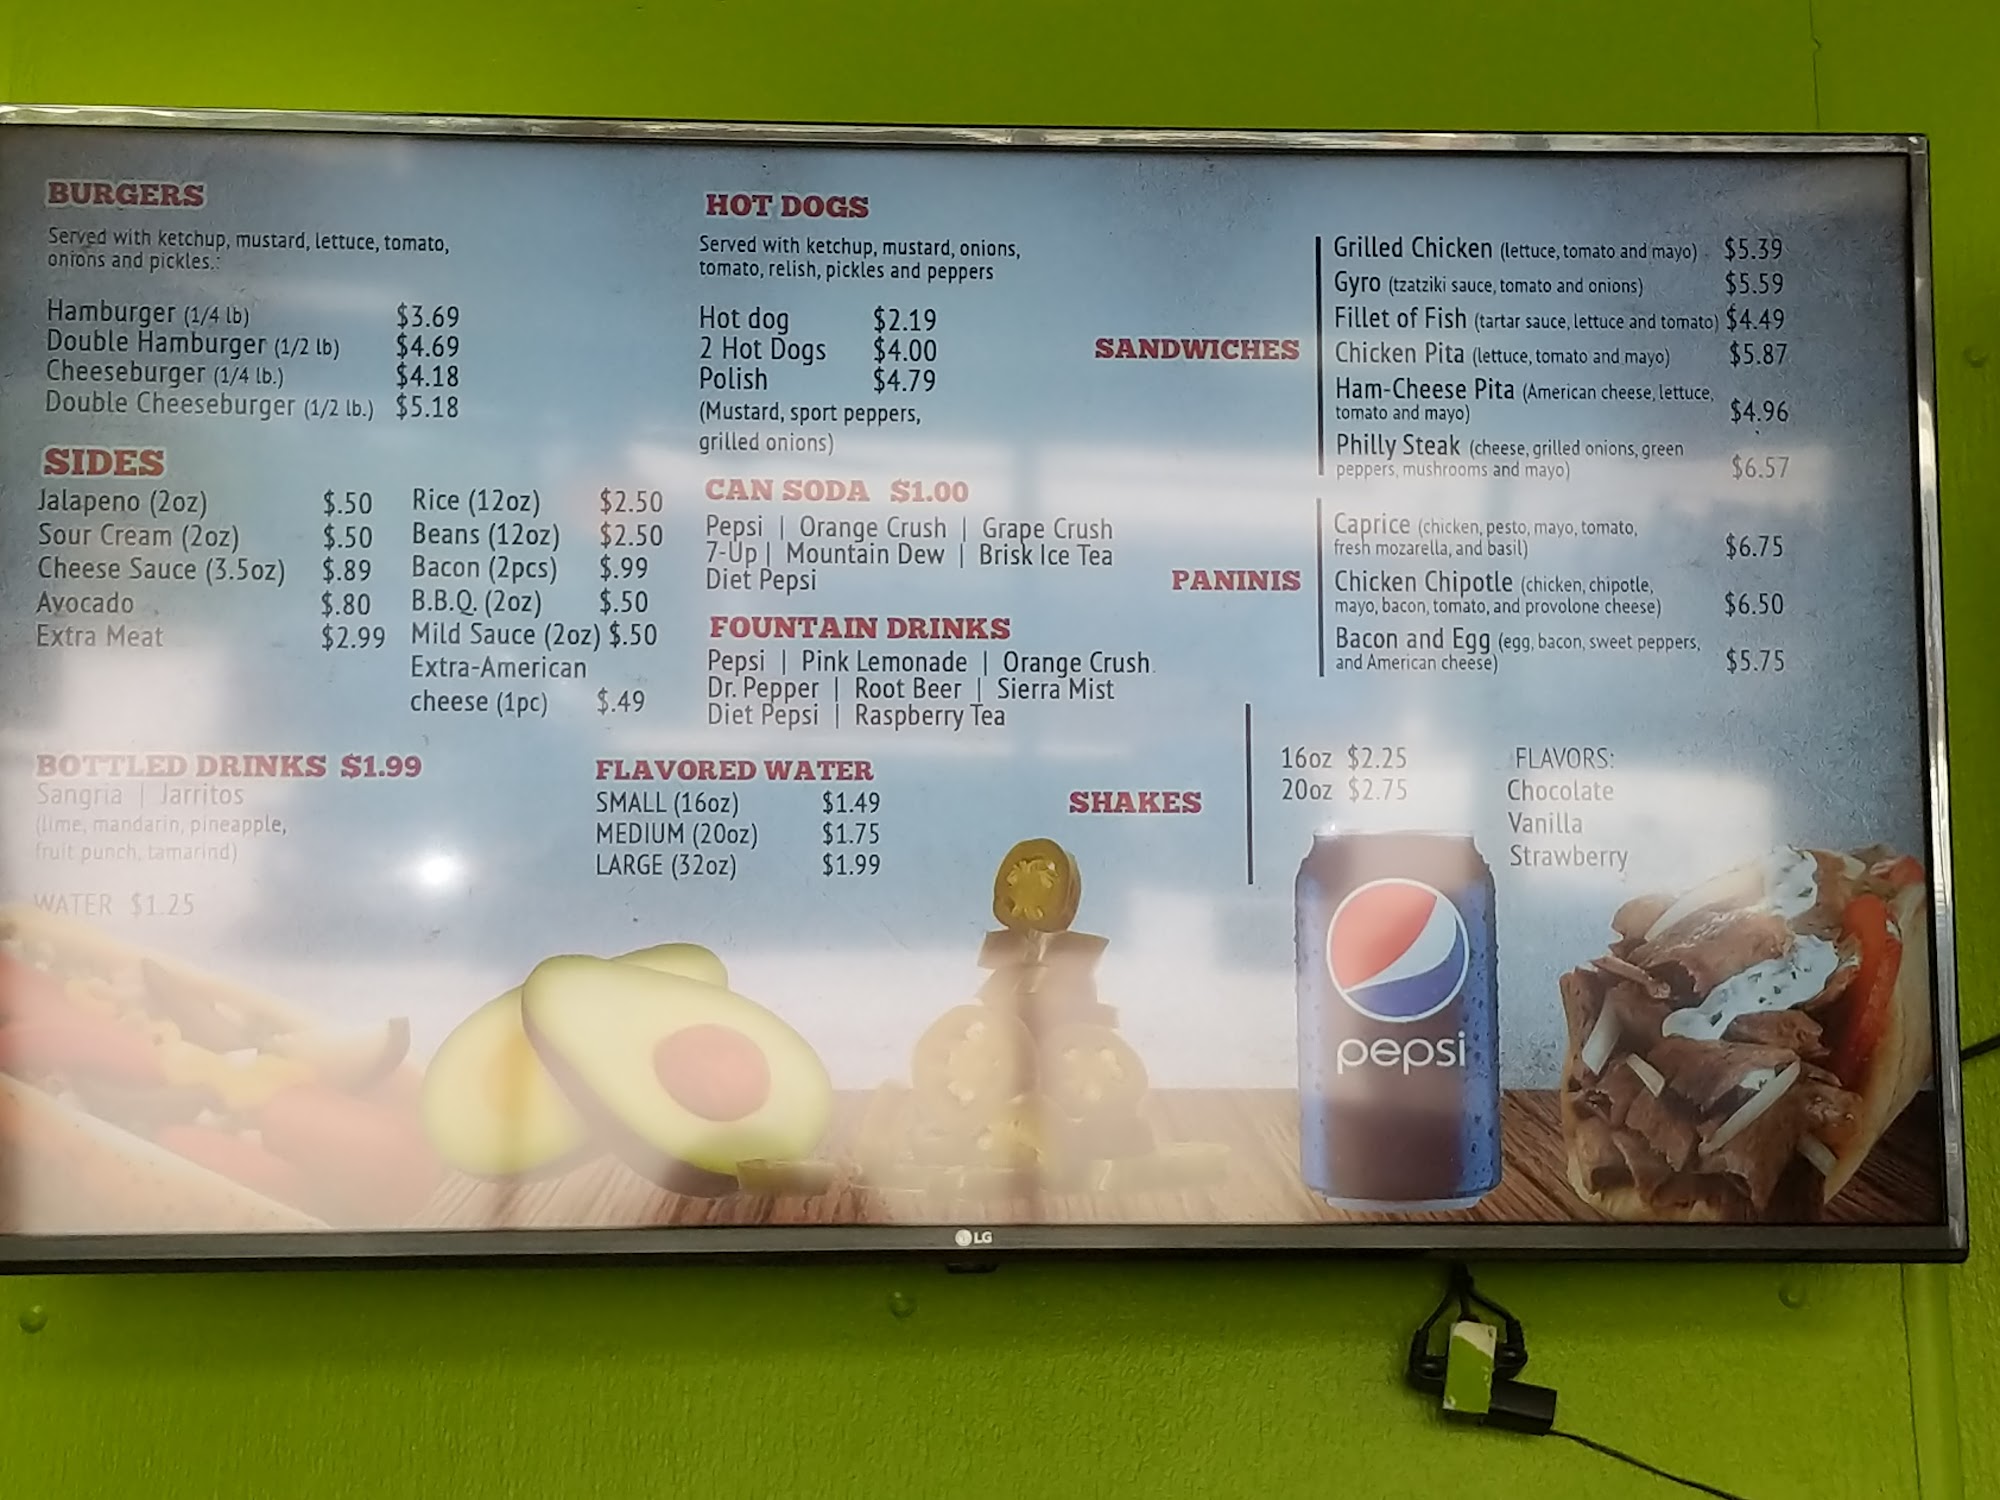 BURGERS
Served with ketchup, mustard, lettuce, tomato,
onions and pickles.:
Hamburger (1/4 lb) $3.69
Double Hamburger (1/2 lb) $4.69
Cheeseburger (1/4 lb.) $4.18
Double Cheeseburger (1/2 lb.) $5.18
SIDES
Jalapeno (2oz) $.50
Sour Cream (2oz) $.50
Cheese Sauce (3.5oz) $.89
Avocado $.80
Extra Meat $2.99
Rice (12oz) $2.50
Beans (12oz) $2.50
Bacon (2pcs) $.99
B.B.Q. (2oz) $.50
Mild Sauce (2oz) $.50
Extra-American
cheese (1pc) $.49
BOTTLED DRINKS $1.99
Sangria | Jarritos
(lime, mandarin, pineapple,
fruit punch, tamarind)
WATER $1.25
HOT DOGS
Served with ketchup, mustard, onions,
tomato, relish, pickles and peppers
Hot dog $2.19
2 Hot Dogs $4.00
Polish $4.79
(Mustard, sport peppers,
grilled onions)
CAN SODA $1.00
Pepsi | Orange Crush | Grape Crush
7-Up | Mountain Dew | Brisk Ice Tea
Diet Pepsi
FOUNTAIN DRINKS
Pepsi | Pink Lemonade | Orange Crush
Dr. Pepper | Root Beer | Sierra Mist
Diet Pepsi | Raspberry Tea
FLAVORED WATER
SMALL (16oz) $1.49
MEDIUM (20oz) $1.75
LARGE (32oz) $1.99
SANDWICHES
Grilled Chicken (lettuce, tomato and mayo) $5.39
Gyro (tzatziki sauce, tomato and onions) $5.59
Fillet of Fish (tartar sauce, lettuce and tomato) $4.49
Chicken Pita (lettuce, tomato and mayo) $5.87
Ham-Cheese Pita (American cheese, lettuce,
tomato and mayo) $4.96
Philly Steak (cheese, grilled onions, green
peppers, mushrooms and mayo) $6.57
PANINIS
Caprice (chicken, pesto, mayo, tomato,
fresh mozarella, and basil) $6.75
Chicken Chipotle (chicken, chipotle,
mayo, bacon, tomato, and provolone cheese) $6.50
Bacon and Egg (egg, bacon, sweet peppers,
and American cheese) $5.75
SHAKES
16oz $2.25
20oz $2.75
FLAVORS:
Chocolate
Vanilla
Strawberry
pepsi
LG